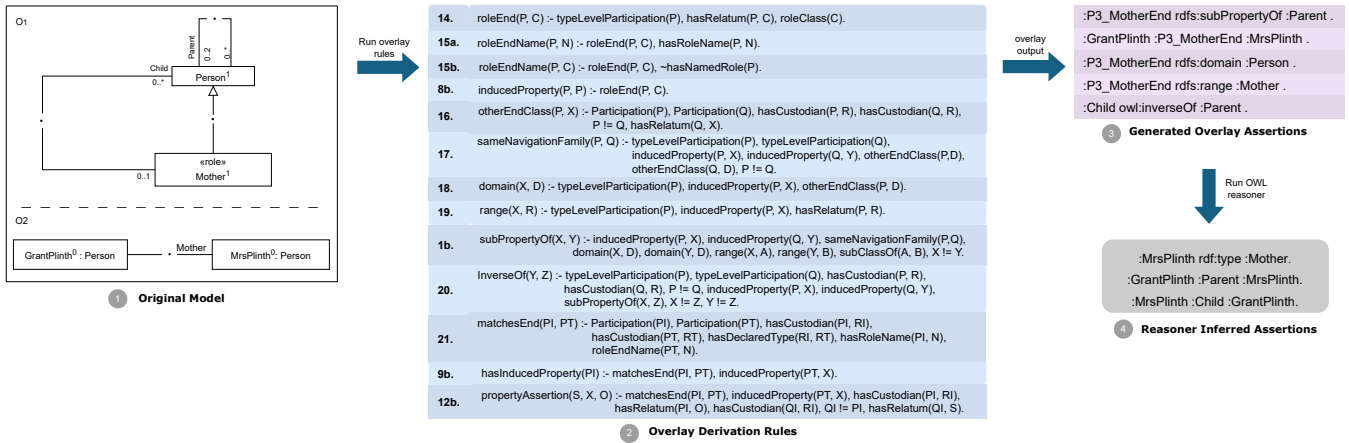 O1
Parent
0..2
0..*
Child
0..*
Person¹
«role»
Mother¹
0..1
O2
GrantPlinth⁰ : Person
Mother
MrsPlinth⁰: Person
1 Original Model
Run overlay
rules
14. roleEnd(P, C) :- typeLevelParticipation(P), hasRelatum(P, C), roleClass(C).
15a. roleEndName(P, N) :- roleEnd(P, C), hasRoleName(P, N).
15b. roleEndName(P, C) :- roleEnd(P, C), ~hasNamedRole(P).
8b. inducedProperty(P, P) :- roleEnd(P, C).
16. otherEndClass(P, X) :- Participation(P), Participation(Q), hasCustodian(P, R), hasCustodian(Q, R),
P != Q, hasRelatum(Q, X).
17. sameNavigationFamily(P, Q) :- typeLevelParticipation(P), typeLevelParticipation(Q),
inducedProperty(P, X), inducedProperty(Q, Y), otherEndClass(P,D),
otherEndClass(Q, D), P != Q.
18. domain(X, D) :- typeLevelParticipation(P), inducedProperty(P, X), otherEndClass(P, D).
19. range(X, R) :- typeLevelParticipation(P), inducedProperty(P, X), hasRelatum(P, R).
1b. subPropertyOf(X, Y) :- inducedProperty(P, X), inducedProperty(Q, Y), sameNavigationFamily(P,Q),
domain(X, D), domain(Y, D), range(X, A), range(Y, B), subClassOf(A, B), X != Y.
20. InverseOf(Y, Z) :- typeLevelParticipation(P), typeLevelParticipation(Q), hasCustodian(P, R),
hasCustodian(Q, R), P != Q, inducedProperty(P, X), inducedProperty(Q, Y),
subPropertyOf(X, Z), X != Z, Y != Z.
21. matchesEnd(PI, PT) :- Participation(PI), Participation(PT), hasCustodian(PI, RI),
hasCustodian(PT, RT), hasDeclaredType(RI, RT), hasRoleName(PI, N),
roleEndName(PT, N).
9b. hasInducedProperty(PI) :- matchesEnd(PI, PT), inducedProperty(PT, X).
12b. propertyAssertion(S, X, O) :- matchesEnd(PI, PT), inducedProperty(PT, X), hasCustodian(PI, RI),
hasRelatum(PI, O), hasCustodian(QI, RI), QI != PI, hasRelatum(QI, S).
2 Overlay Derivation Rules
overlay
output
:P3_MotherEnd rdfs:subPropertyOf :Parent .
:GrantPlinth :P3_MotherEnd :MrsPlinth .
:P3_MotherEnd rdfs:domain :Person .
:P3_MotherEnd rdfs:range :Mother .
:Child owl:inverseOf :Parent .
3 Generated Overlay Assertions
Run OWL
reasoner
:MrsPlinth rdf:type :Mother.
:GrantPlinth :Parent :MrsPlinth.
:MrsPlinth :Child :GrantPlinth.
4 Reasoner Inferred Assertions